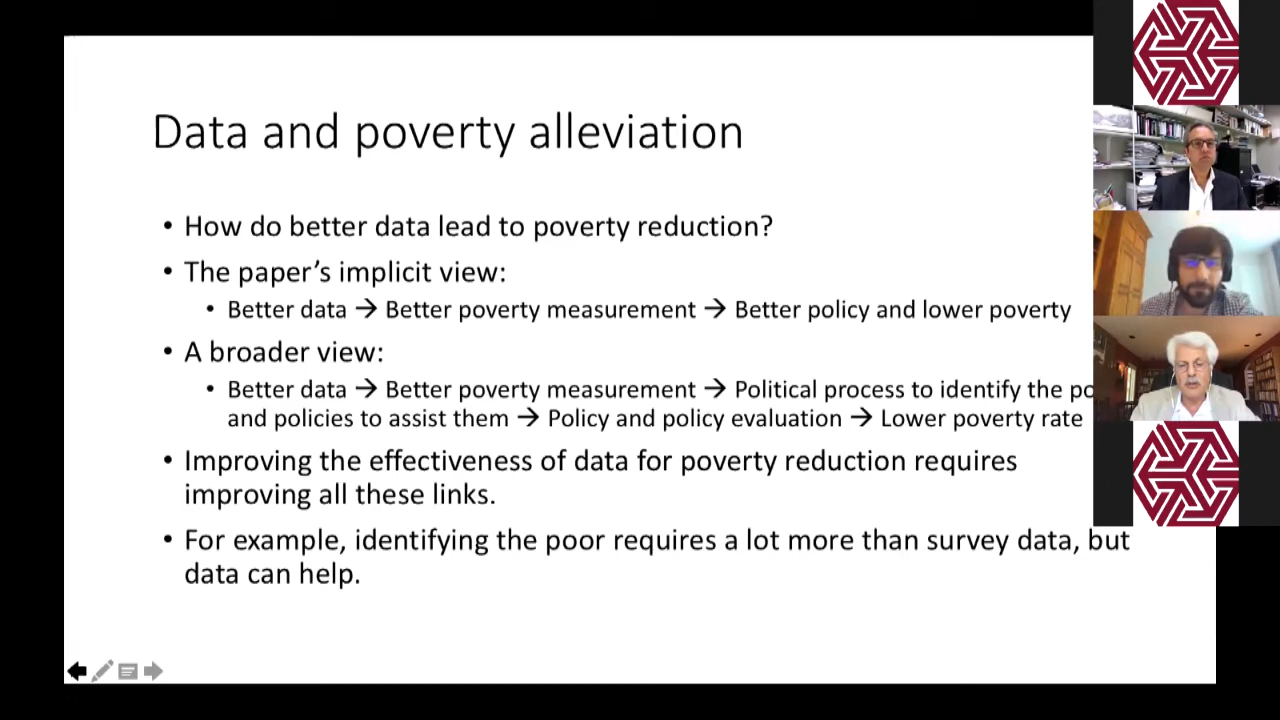 Data and poverty alleviation
• How do better data lead to poverty reduction?
• The paper's implicit view:
• Better data → Better poverty measurement → Better policy and lower poverty
• A broader view:
• Better data → Better poverty measurement → Political process to identify the
and policies to assist them → Policy and policy evaluation → Lower poverty rate
• Improving the effectiveness of data for poverty reduction requires
improving all these links.
• For example, identifying the poor requires a lot more than survey data, but
data can help.